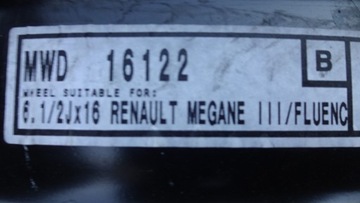 MWD 16122
B
WHEEL SUITABLE FOR:
6.1/2Jx16 RENAULT MEGANE III/FLUENC